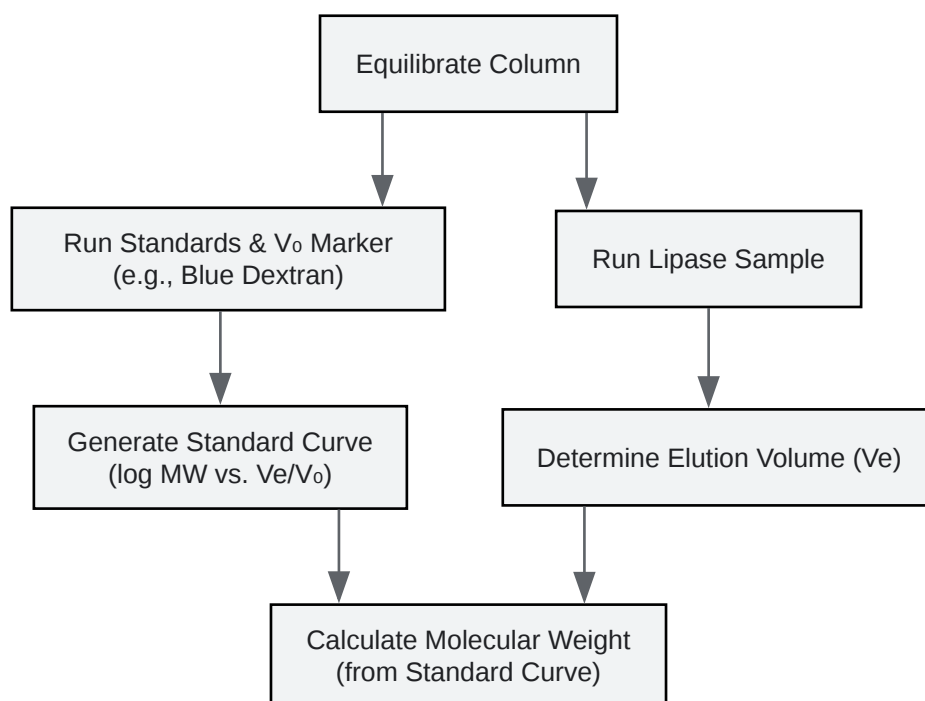 Equilibrate Column
Run Standards & V₀ Marker
(e.g., Blue Dextran)
Run Lipase Sample
Generate Standard Curve
(log MW vs. Ve/V₀)
Determine Elution Volume (Ve)
Calculate Molecular Weight
(from Standard Curve)